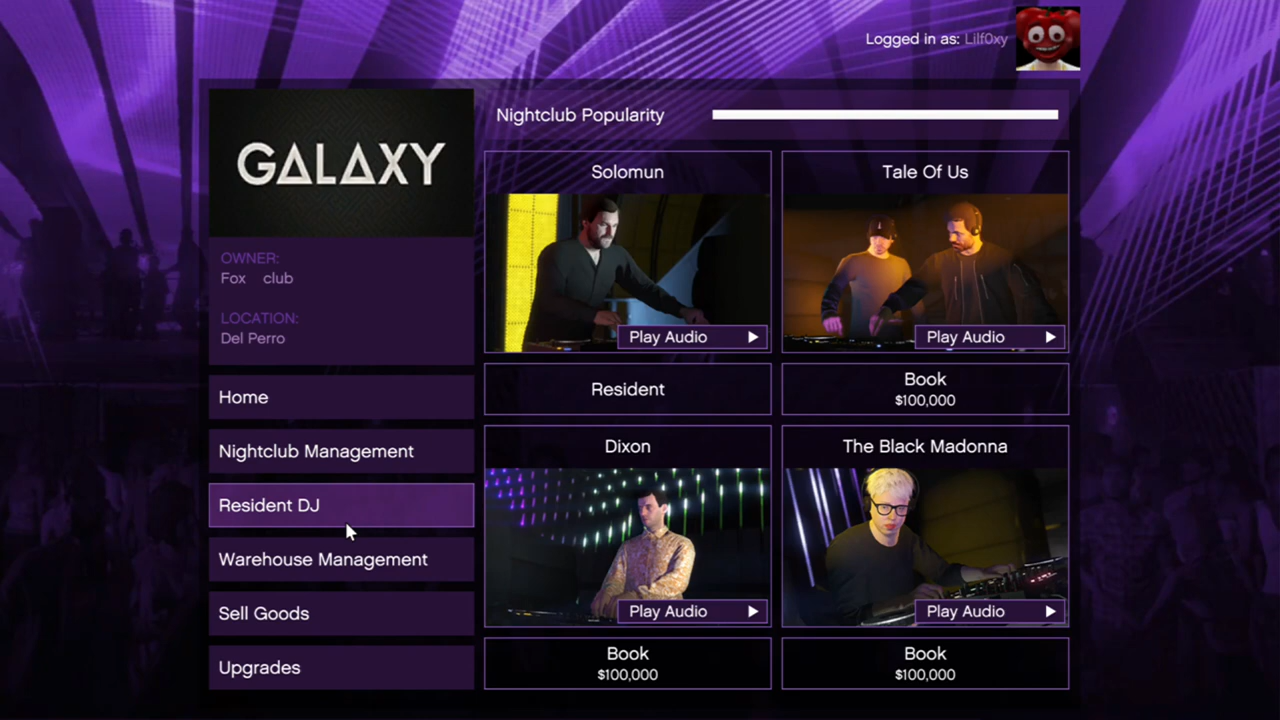 Logged in as: Lilf0xy
GALAXY
OWNER:
Fox club
LOCATION:
Del Perro
Home
Nightclub Management
Resident DJ
Warehouse Management
Sell Goods
Upgrades
Nightclub Popularity
Solomun
Play Audio
Resident
Tale Of Us
Play Audio
Book
$100,000
Dixon
Play Audio
Book
$100,000
The Black Madonna
Play Audio
Book
$100,000